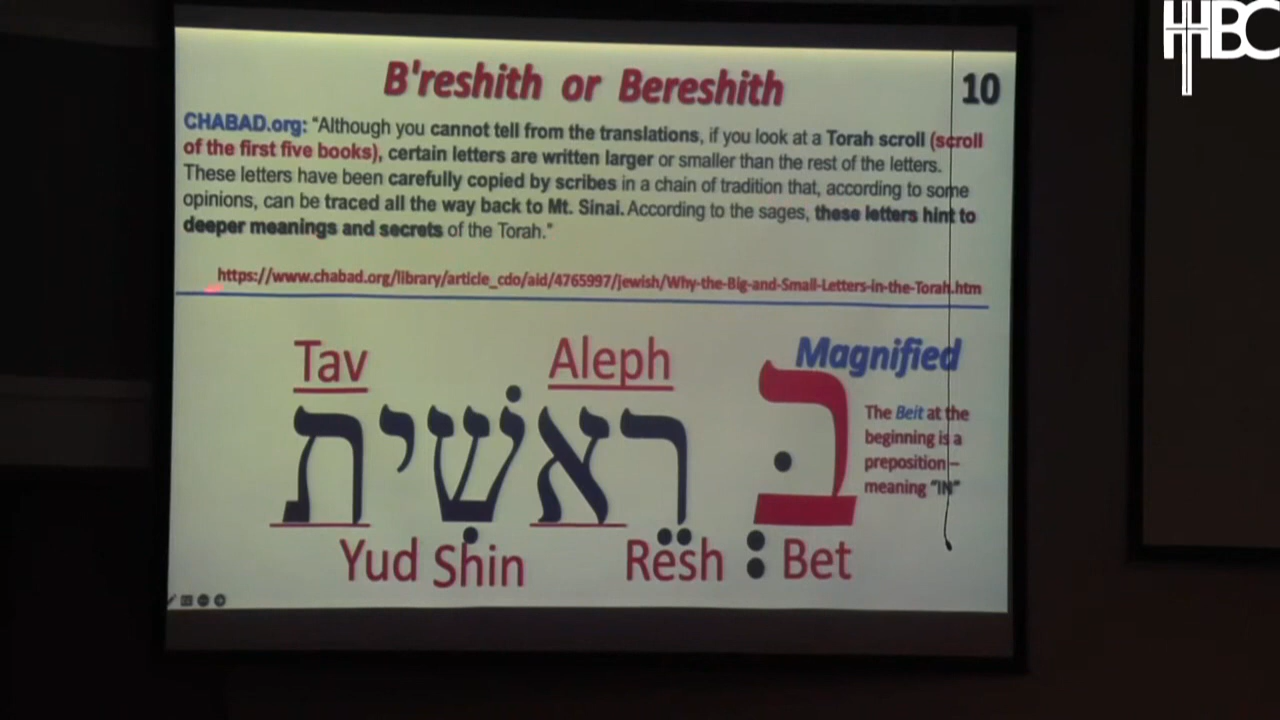 HHBC
B'reshith or Bereshith
10
CHABAD.org: "Although you cannot tell from the translations, if you look at a Torah scroll (scroll
of the first five books), certain letters are written larger or smaller than the rest of the letters.
These letters have been carefully copied by scribes in a chain of tradition that, according to some
opinions, can be traced all the way back to Mt. Sinai. According to the sages, these letters hint to
deeper meanings and secrets of the Torah."
https://www.chabad.org/library/article_cdo/aid/4765997/jewish/Why-the-Big-and-Small-Letters-in-the-Torah.htm
Tav Aleph Magnified
בְּרֵאשִׁית
The Beit at the
beginning is a
preposition –
meaning "IN"
Yud Shin Resh Bet